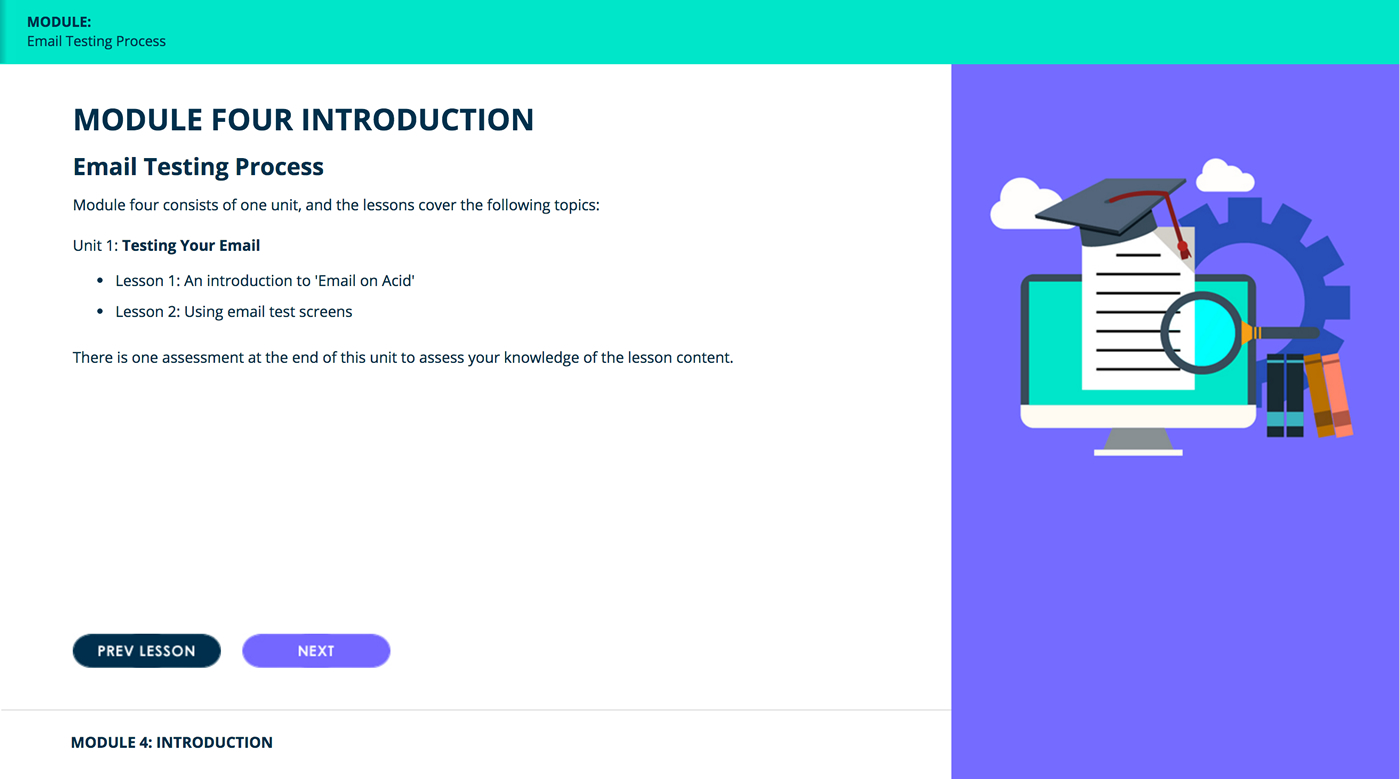 MODULE:
Email Testing Process
MODULE FOUR INTRODUCTION
Email Testing Process
Module four consists of one unit, and the lessons cover the following topics:
Unit 1: Testing Your Email
• Lesson 1: An introduction to 'Email on Acid'
• Lesson 2: Using email test screens
There is one assessment at the end of this unit to assess your knowledge of the lesson content.
PREV LESSON
NEXT
MODULE 4: INTRODUCTION